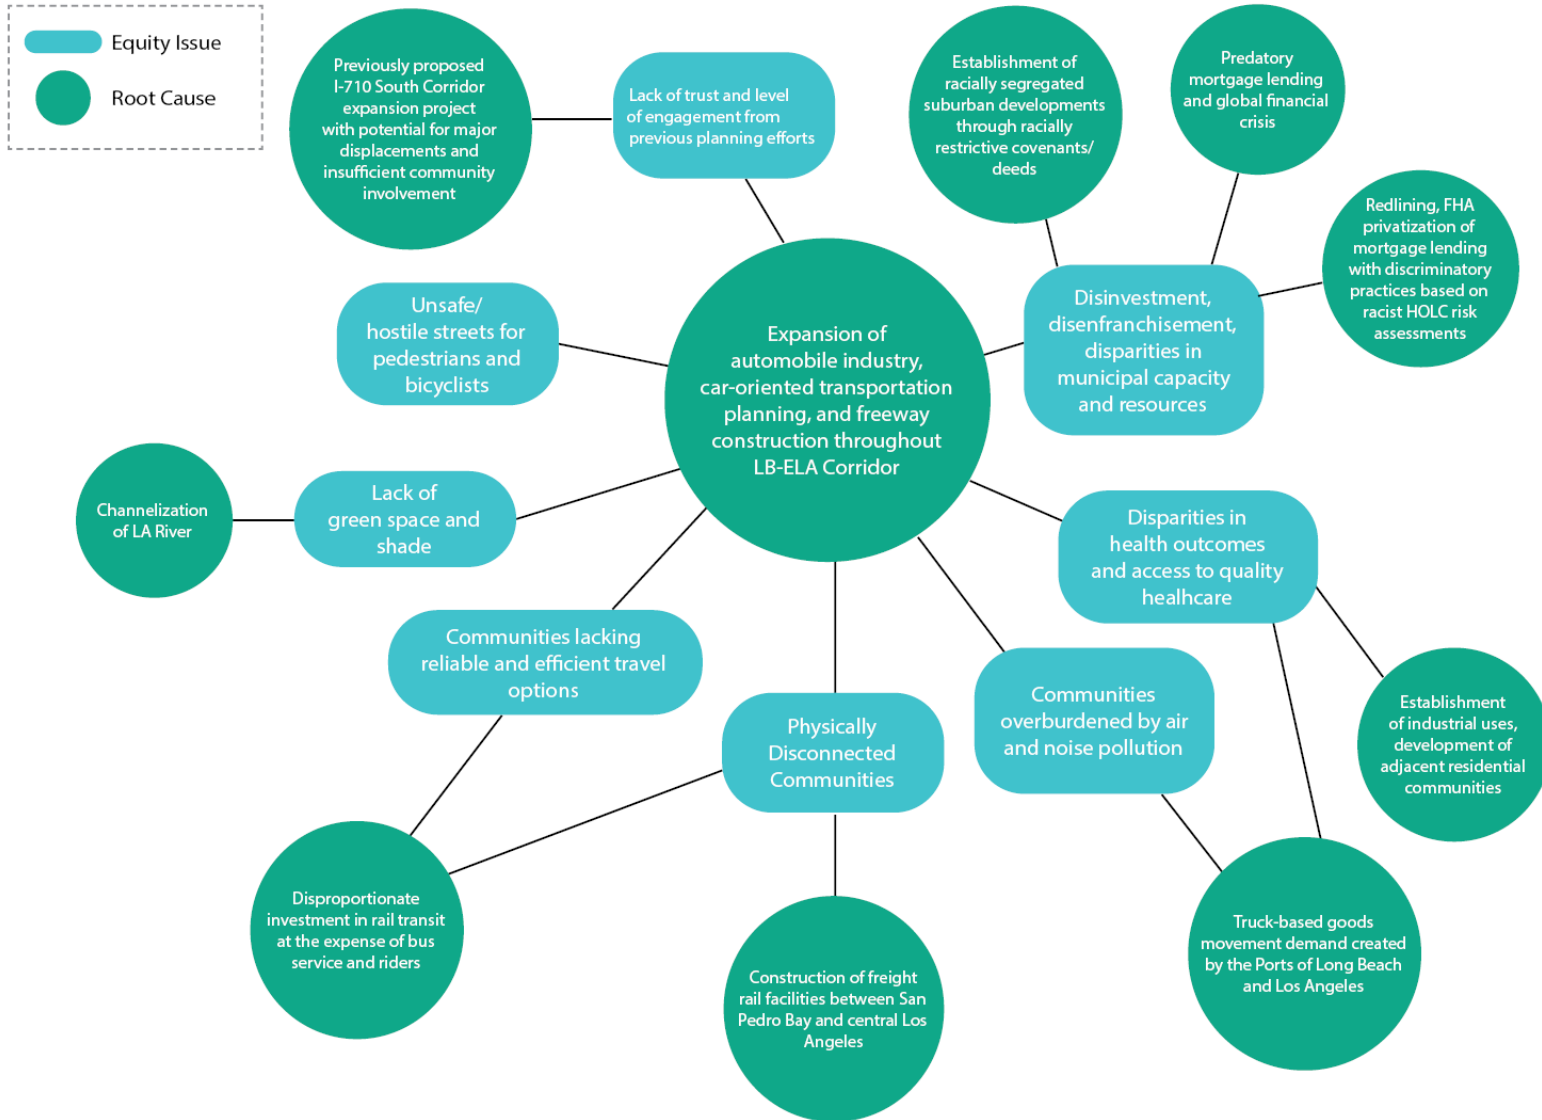 Equity Issue
Root Cause
Previously proposed
I-710 South Corridor
expansion project
with potential for major
displacements and
insufficient community
involvement
Lack of trust and level
of engagement from
previous planning efforts
Establishment of
racially segregated
suburban developments
through racially
restrictive covenants/
deeds
Predatory
mortgage lending
and global financial
crisis
Redlining, FHA
privatization of
mortgage lending
with discriminatory
practices based on
racist HOLC risk
assessments
Unsafe/
hostile streets for
pedestrians and
bicyclists
Expansion of
automobile industry,
car-oriented transportation
planning, and freeway
construction throughout
LB-ELA Corridor
Disinvestment,
disenfranchisement,
disparities in
municipal capacity
and resources
Channelization
of LA River
Lack of
green space and
shade
Disparities in
health outcomes
and access to quality
healhcare
Communities lacking
reliable and efficient travel
options
Physically
Disconnected
Communities
Communities
overburdened by air
and noise pollution
Establishment
of industrial uses,
development of
adjacent residential
communities
Disproportionate
investment in rail transit
at the expense of bus
service and riders
Construction of freight
rail facilities between San
Pedro Bay and central Los
Angeles
Truck-based goods
movement demand created
by the Ports of Long Beach
and Los Angeles